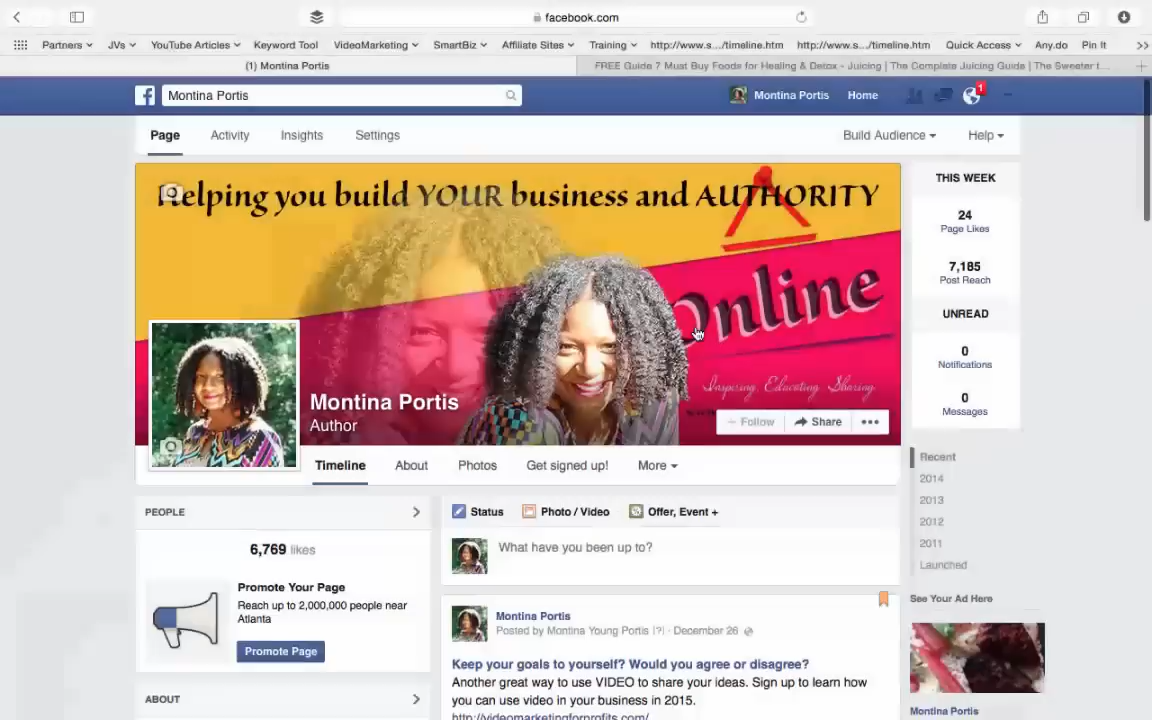 facebook.com
Partners JVs YouTube Articles Keyword Tool VideoMarketing SmartBiz Affiliate Sites Training http://www.s.../timeline.htm http://www.s.../timeline.htm Quick Access Any.do Pin It
(1) Montina Portis
FREE Guide 7 Must Buy Foods for Healing & Detox - Juicing | The Complete Juicing Guide | The Sweeter t...
Montina Portis
Montina Portis Home 1
Page Activity Insights Settings
Build Audience Help
Helping you build YOUR business and AUTHORITY
Online
Inspiring Educating Sharing
Montina Portis
Author
Follow Share
Timeline About Photos Get signed up! More
THIS WEEK
24
Page Likes
7,185
Post Reach
UNREAD
0
Notifications
0
Messages
Recent
2014
2013
2012
2011
Launched
See Your Ad Here
Montina Portis
PEOPLE
6,769 likes
Promote Your Page
Reach up to 2,000,000 people near
Atlanta
Promote Page
ABOUT
Status Photo / Video Offer, Event +
What have you been up to?
Montina Portis
Posted by Montina Young Portis [?] · December 26
Keep your goals to yourself? Would you agree or disagree?
Another great way to use VIDEO to share your ideas. Sign up to learn how
you can use video in your business in 2015.
http://videomarketingforprofits.com/